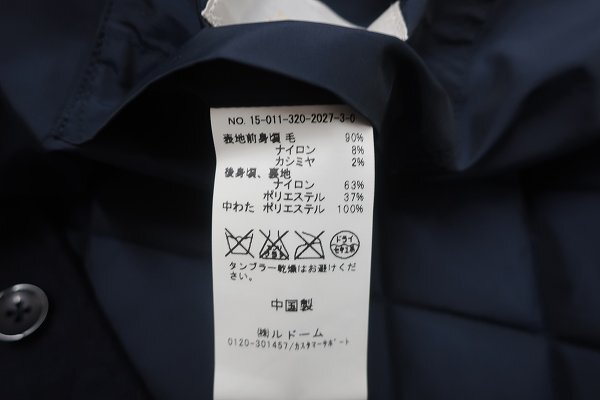 NO. 15-011-320-2027-3-0
表地前身頃 毛 90%
ナイロン 8%
カシミヤ 2%
後身頃、裏地
ナイロン 63%
ポリエステル 37%
中わた ポリエステル 100%
ドライ
セキユ系
タンブラー乾燥はお避けくだ
さい。
中国製
㈱ルドーム
0120-301457/カスタマーサポート